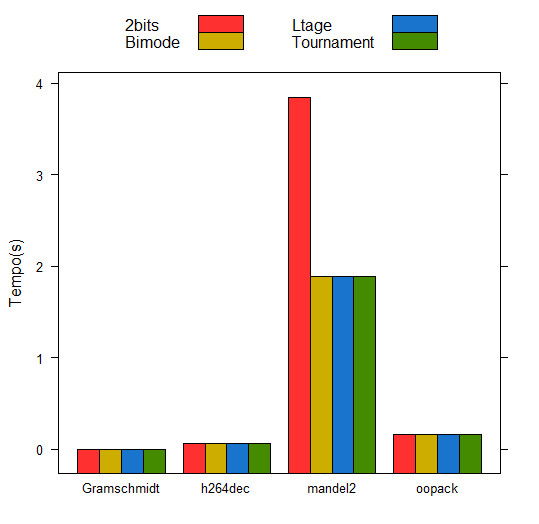 2bits
Bimode
Ltage
Tournament
4
3
2
1
0
Tempo(s)
Gramschmidt
h264dec
mandel2
oopack